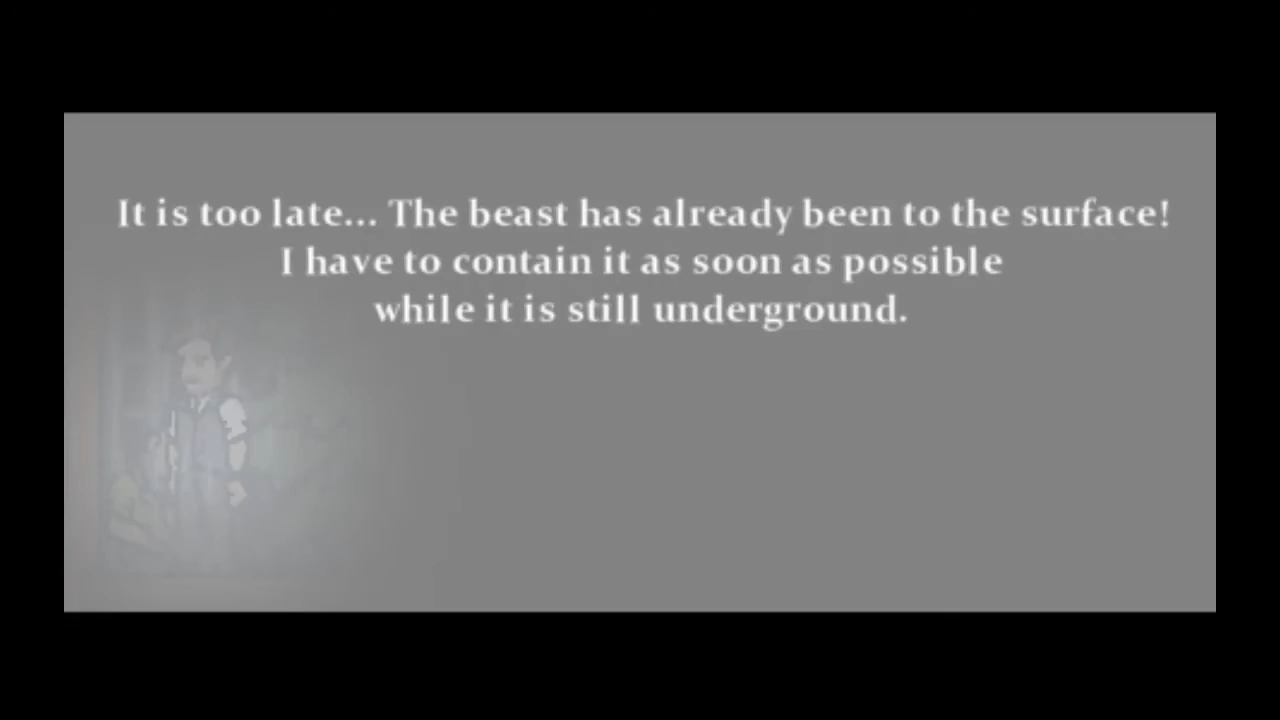 It is too late... The beast has already been to the surface!
I have to contain it as soon as possible
while it is still underground.